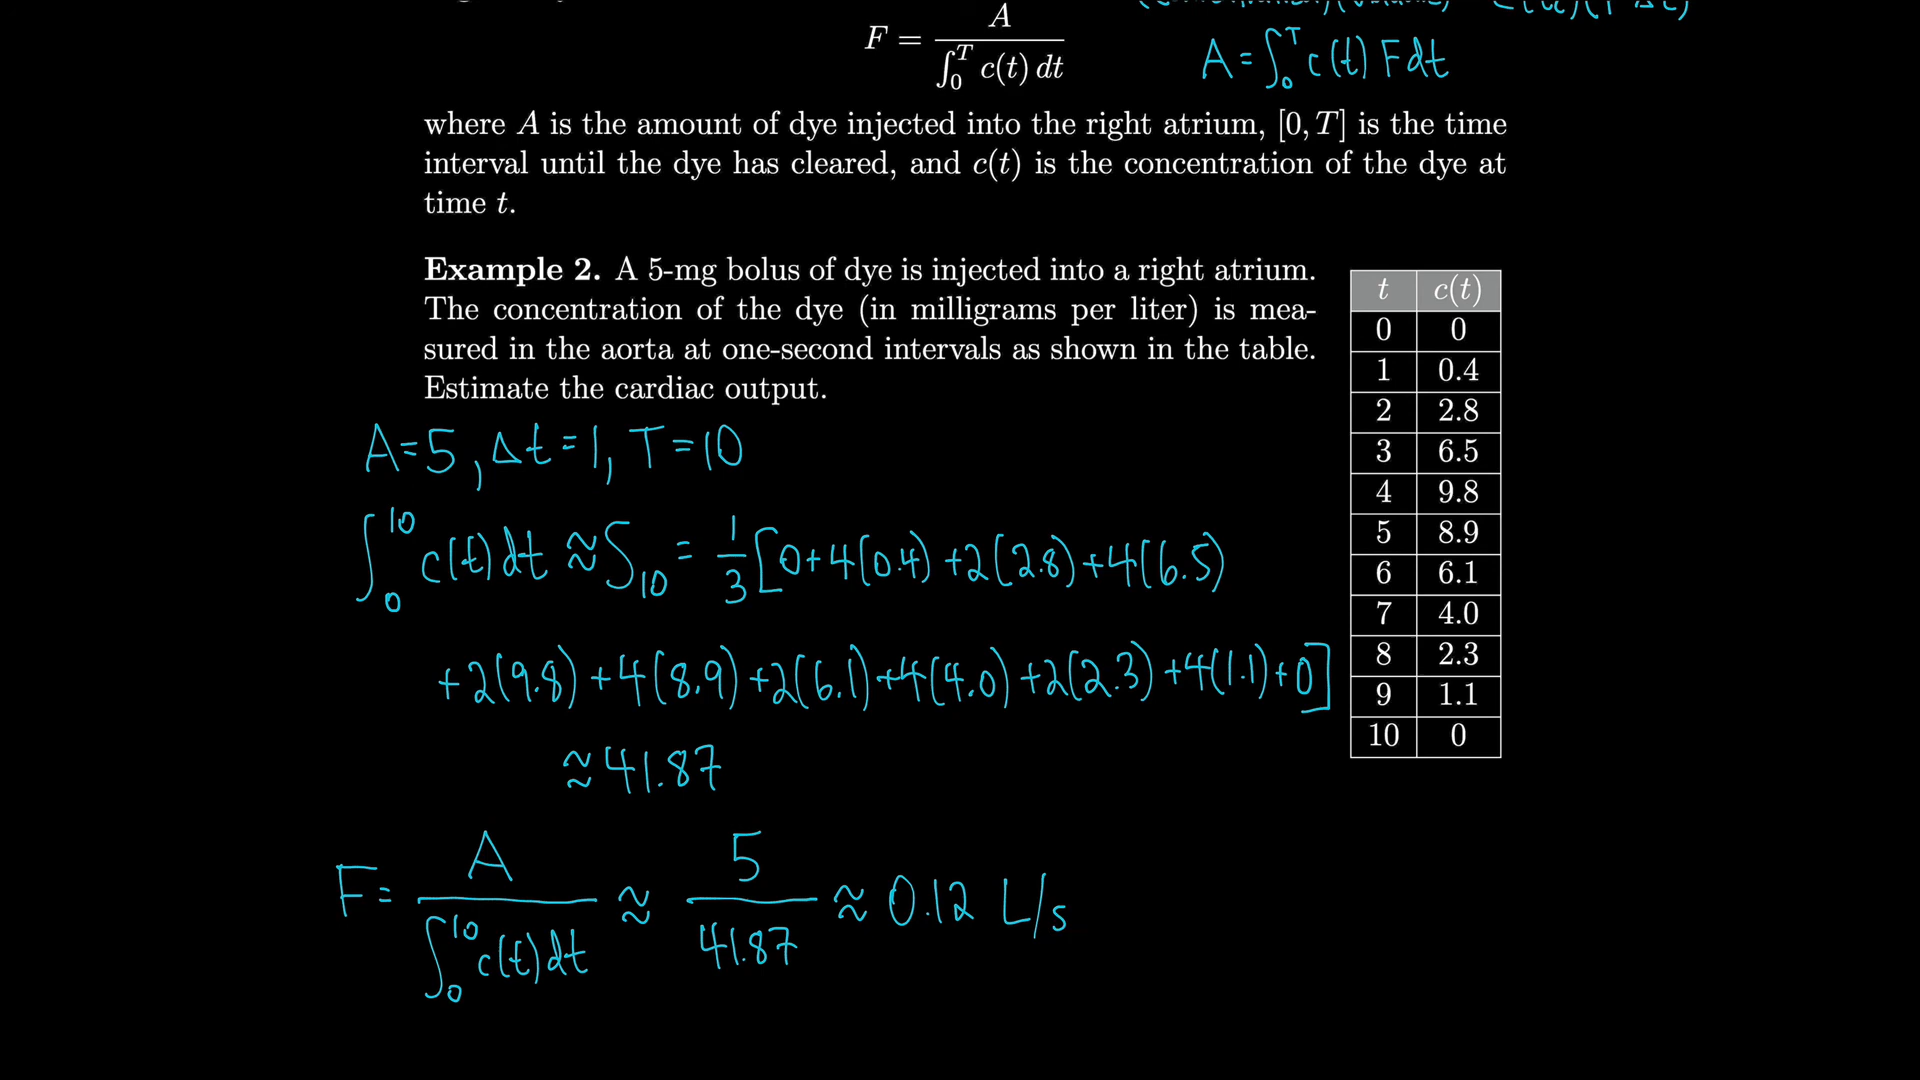 F = A / ∫₀ᵀ c(t) dt
A = ∫₀ᵀ c(t) F dt
where A is the amount of dye injected into the right atrium, [0, T] is the time
interval until the dye has cleared, and c(t) is the concentration of the dye at
time t.
Example 2. A 5-mg bolus of dye is injected into a right atrium.
The concentration of the dye (in milligrams per liter) is mea-
sured in the aorta at one-second intervals as shown in the table.
Estimate the cardiac output.
t c(t)
0 0
1 0.4
2 2.8
3 6.5
4 9.8
5 8.9
6 6.1
7 4.0
8 2.3
9 1.1
10 0
A=5, Δt=1, T=10
∫₀¹⁰ c(t) dt ≈ S₁₀ = 1/3 [0+4(0.4)+2(2.8)+4(6.5)
+2(9.8)+4(8.9)+2(6.1)+4(4.0)+2(2.3)+4(1.1)+0]
≈ 41.87
F = A / ∫₀¹⁰ c(t) dt ≈ 5 / 41.87 ≈ 0.12 L/s